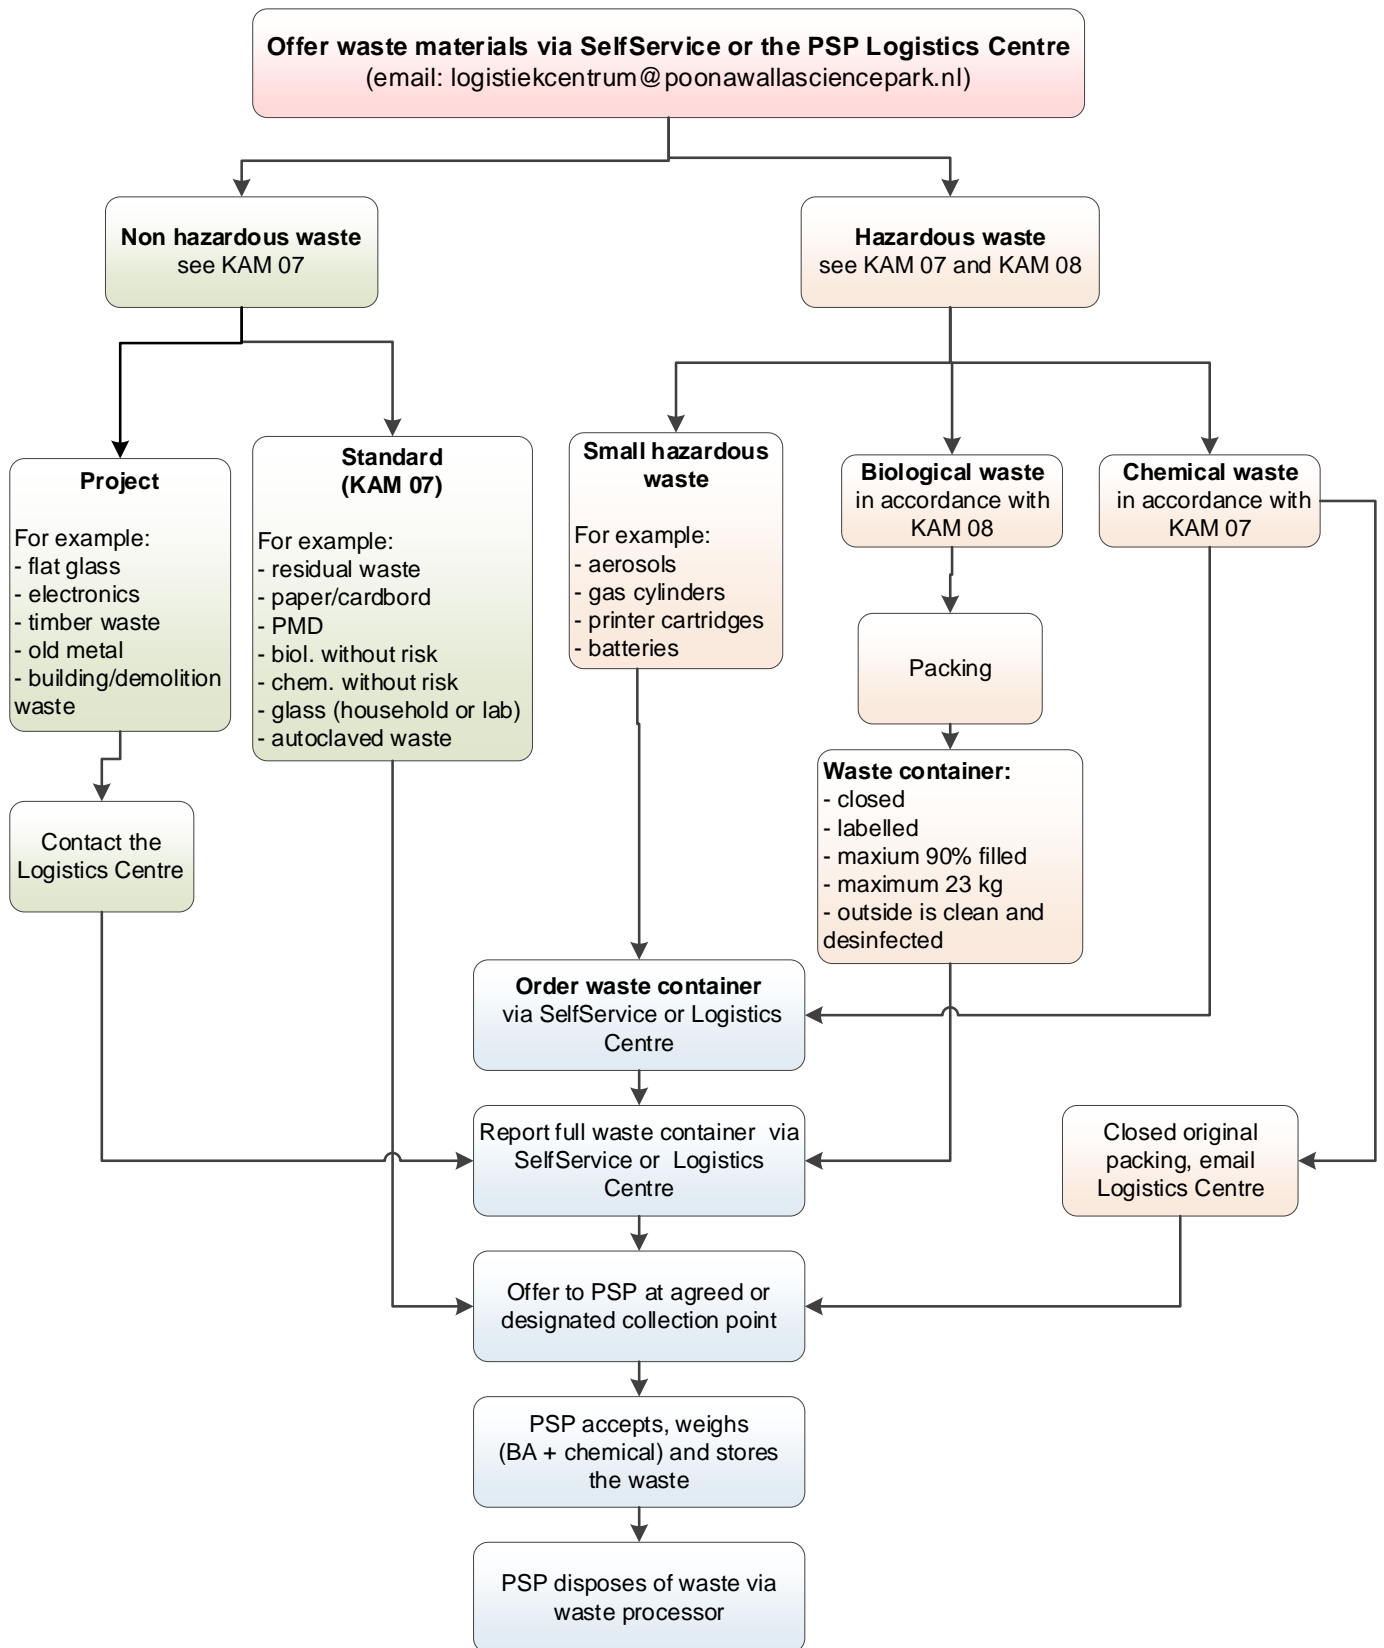 Offer waste materials via SelfService or the PSP Logistics Centre
(email: logistiekcentrum@poonawallasciencepark.nl)
Non hazardous waste
see KAM 07
Hazardous waste
see KAM 07 and KAM 08
Project
For example:
- flat glass
- electronics
- timber waste
- old metal
- building/demolition
waste
Standard
(KAM 07)
For example:
- residual waste
- paper/cardbord
- PMD
- biol. without risk
- chem. without risk
- glass (household or lab)
- autoclaved waste
Small hazardous
waste
For example:
- aerosols
- gas cylinders
- printer cartridges
- batteries
Biological waste
in accordance with
KAM 08
Chemical waste
in accordance with
KAM 07
Packing
Waste container:
- closed
- labelled
- maxium 90% filled
- maximum 23 kg
- outside is clean and
desinfected
Contact the
Logistics Centre
Order waste container
via SelfService or Logistics
Centre
Report full waste container via
SelfService or Logistics
Centre
Closed original
packing, email
Logistics Centre
Offer to PSP at agreed or
designated collection point
PSP accepts, weighs
(BA + chemical) and stores
the waste
PSP disposes of waste via
waste processor